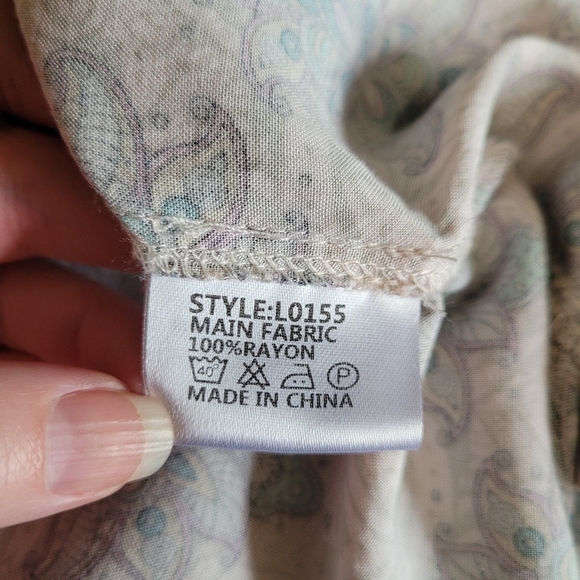 STYLE:L0155
MAIN FABRIC
100%RAYON
40° P
MADE IN CHINA